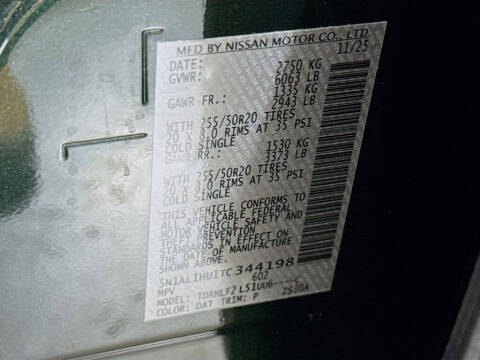 MFD BY NISSAN MOTOR CO., LTD.
DATE: 11/25
GVWR: 2750 KG
6063 LB
GAWR FR.: 1335 KG
2943 LB
WITH 255/50R20 TIRES
20 X 8.0 RIMS AT 35 PSI
COLD SINGLE
GAWR RR.: 1530 KG
3373 LB
WITH 255/50R20 TIRES
20 X 8.0 RIMS AT 35 PSI
COLD SINGLE
THIS VEHICLE CONFORMS TO
ALL APPLICABLE FEDERAL
MOTOR VEHICLE SAFETY AND
THEFT PREVENTION
STANDARDS IN EFFECT ON
THE DATE OF MANUFACTURE
5N1AL1HU1TC344198
MPV 602
MODEL: TDRNLF2L51UU6----C
COLOR: DAT TRIM: P ZS30A